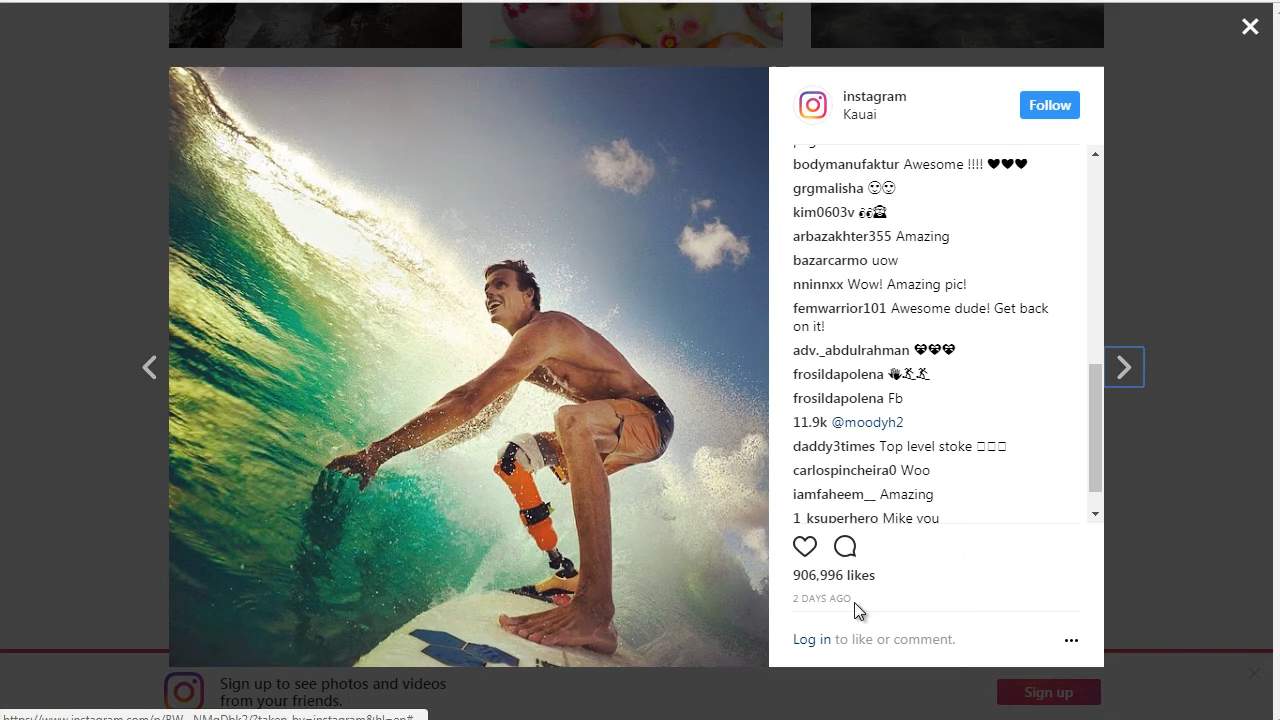 instagram
Kauai
Follow
bodymanufaktur Awesome !!!! ♥♥♥
grgmalisha 🙂🙂
kim0603v
arbazakhter355 Amazing
bazarcarmo uow
nninnxx Wow! Amazing pic!
femwarrior101 Awesome dude! Get back
on it!
adv._abdulrahman 💝💝💝
frosildapolena 👋🏃🏃
frosildapolena Fb
11.9k @moodyh2
daddy3times Top level stoke □□□
carlospincheira0 Woo
iamfaheem__ Amazing
1_ksuperhero Mike you
906,996 likes
2 DAYS AGO
Log in to like or comment.
Sign up to see photos and videos
from your friends.
Sign up